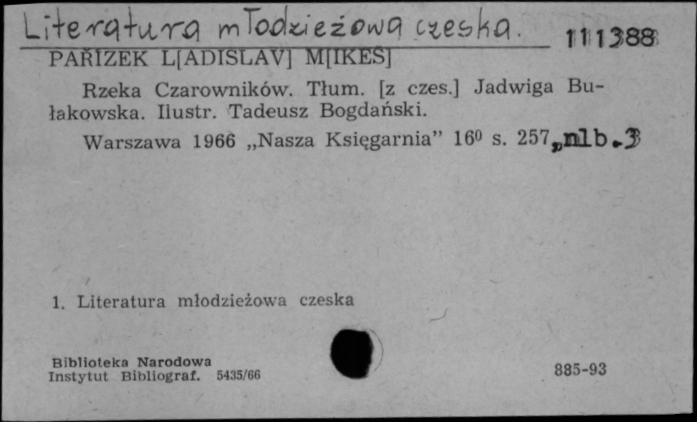 Literatura młodzieżowa czeska.
111388
PAŘÍZEK L[ADISLAV] M[IKEŠ]
Rzeka Czarowników. Tłum. [z czes.] Jadwiga Bu-
łakowska. Ilustr. Tadeusz Bogdański.
Warszawa 1966 „Nasza Księgarnia” 16⁰ s. 257, nlb. 3
1. Literatura młodzieżowa czeska
Biblioteka Narodowa
Instytut Bibliograf. 5435/66
885-93